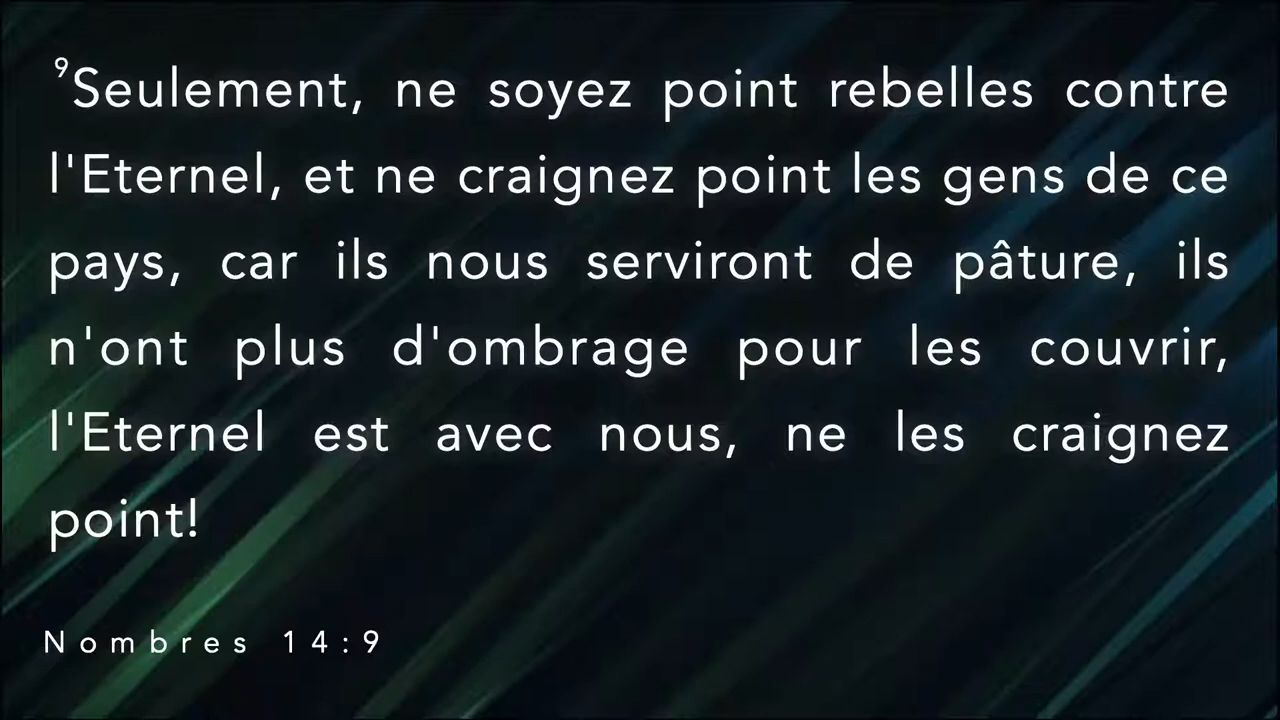 ⁹Seulement, ne soyez point rebelles contre
l'Eternel, et ne craignez point les gens de ce
pays, car ils nous serviront de pâture, ils
n'ont plus d'ombrage pour les couvrir,
l'Eternel est avec nous, ne les craignez
point!
Nombres 14:9